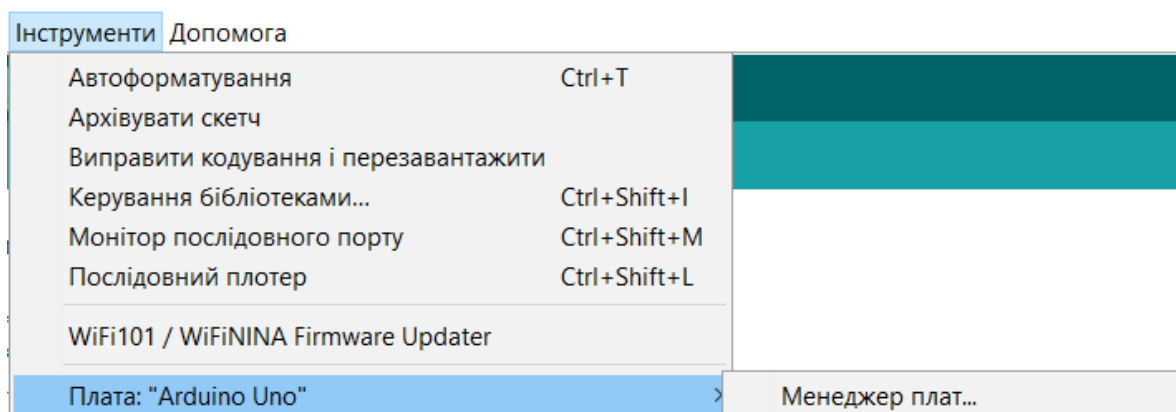 Інструменти Допомога
Автоформатування Ctrl+T
Архівувати скетч
Виправити кодування і перезавантажити
Керування бібліотеками... Ctrl+Shift+I
Монітор послідовного порту Ctrl+Shift+M
Послідовний плотер Ctrl+Shift+L
WiFi101 / WiFiNINA Firmware Updater
Плата: "Arduino Uno" Менеджер плат...